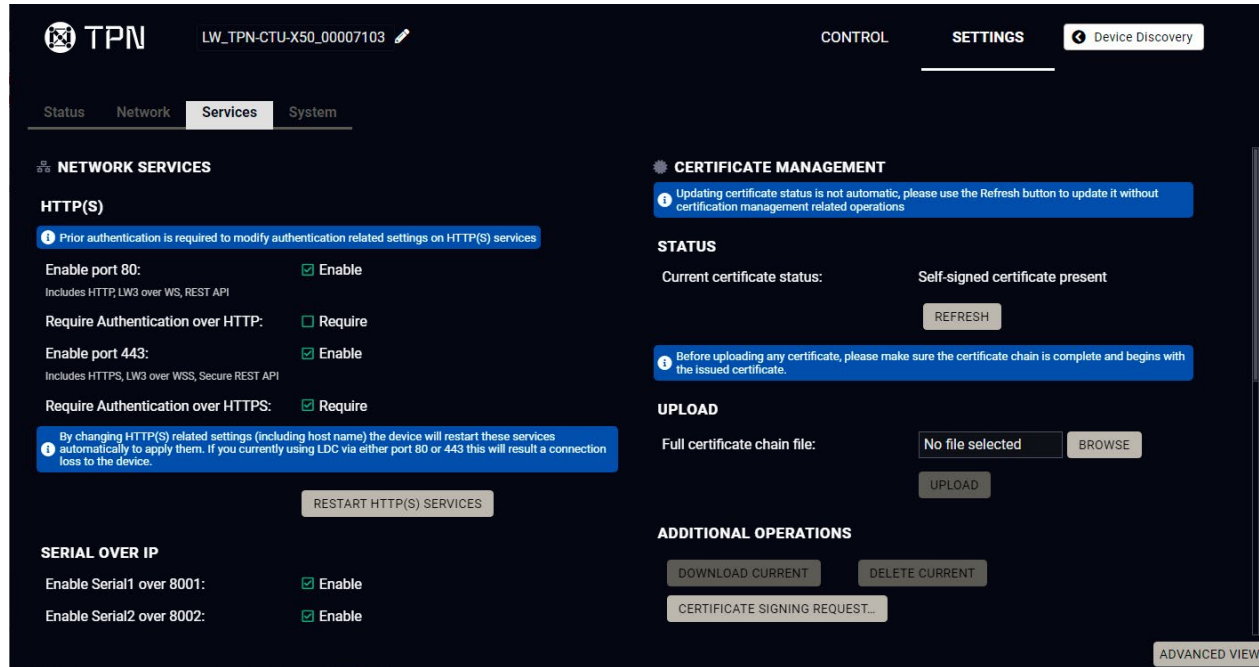 TPN
LW_TPN-CTU-X50_00007103
CONTROL
SETTINGS
Device Discovery
Status
Network
Services
System
NETWORK SERVICES
HTTP(S)
Prior authentication is required to modify authentication related settings on HTTP(S) services
Enable port 80:
Enable
Includes HTTP, LW3 over WS, REST API
Require Authentication over HTTP:
Require
Enable port 443:
Enable
Includes HTTPS, LW3 over WSS, Secure REST API
Require Authentication over HTTPS:
Require
By changing HTTP(S) related settings (including host name) the device will restart these services
automatically to apply them. If you currently using LDC via either port 80 or 443 this will result a connection
loss to the device.
RESTART HTTP(S) SERVICES
SERIAL OVER IP
Enable Serial1 over 8001:
Enable
Enable Serial2 over 8002:
Enable
CERTIFICATE MANAGEMENT
Updating certificate status is not automatic, please use the Refresh button to update it without
certification management related operations
STATUS
Current certificate status:
Self-signed certificate present
REFRESH
Before uploading any certificate, please make sure the certificate chain is complete and begins with
the issued certificate.
UPLOAD
Full certificate chain file:
No file selected
BROWSE
UPLOAD
ADDITIONAL OPERATIONS
DOWNLOAD CURRENT
DELETE CURRENT
CERTIFICATE SIGNING REQUEST...
ADVANCED VIEW